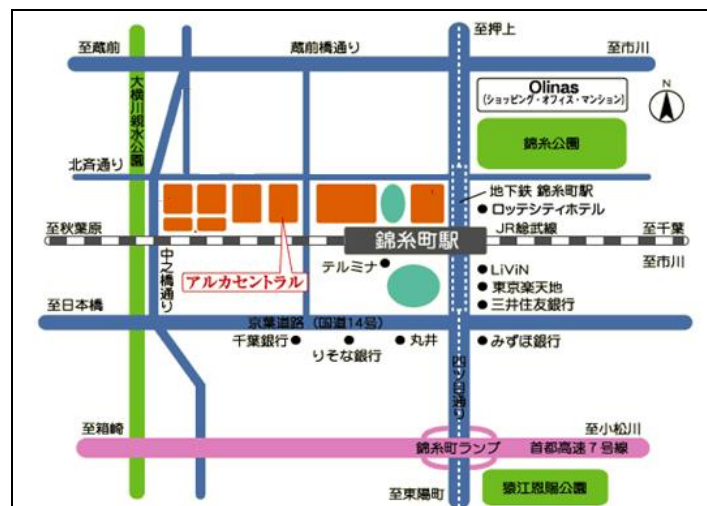 至押上
至蔵前
蔵前橋通り
至市川
大横川親水公園
Olinas
(ショッピング・オフィス・マンション)
N
錦糸公園
北斉通り
地下鉄 錦糸町駅
ロッテシティホテル
至秋葉原
錦糸町駅
JR総武線
至千葉
中之橋通り
アルカセントラル
テルミナ
至市川
LiViN
東京楽天地
三井住友銀行
至日本橋
京葉道路(国道14号)
千葉銀行
りそな銀行
丸井
みずほ銀行
四ツ目通り
至箱崎
至小松川
錦糸町ランプ
首都高速7号線
至東陽町
猿江恩賜公園